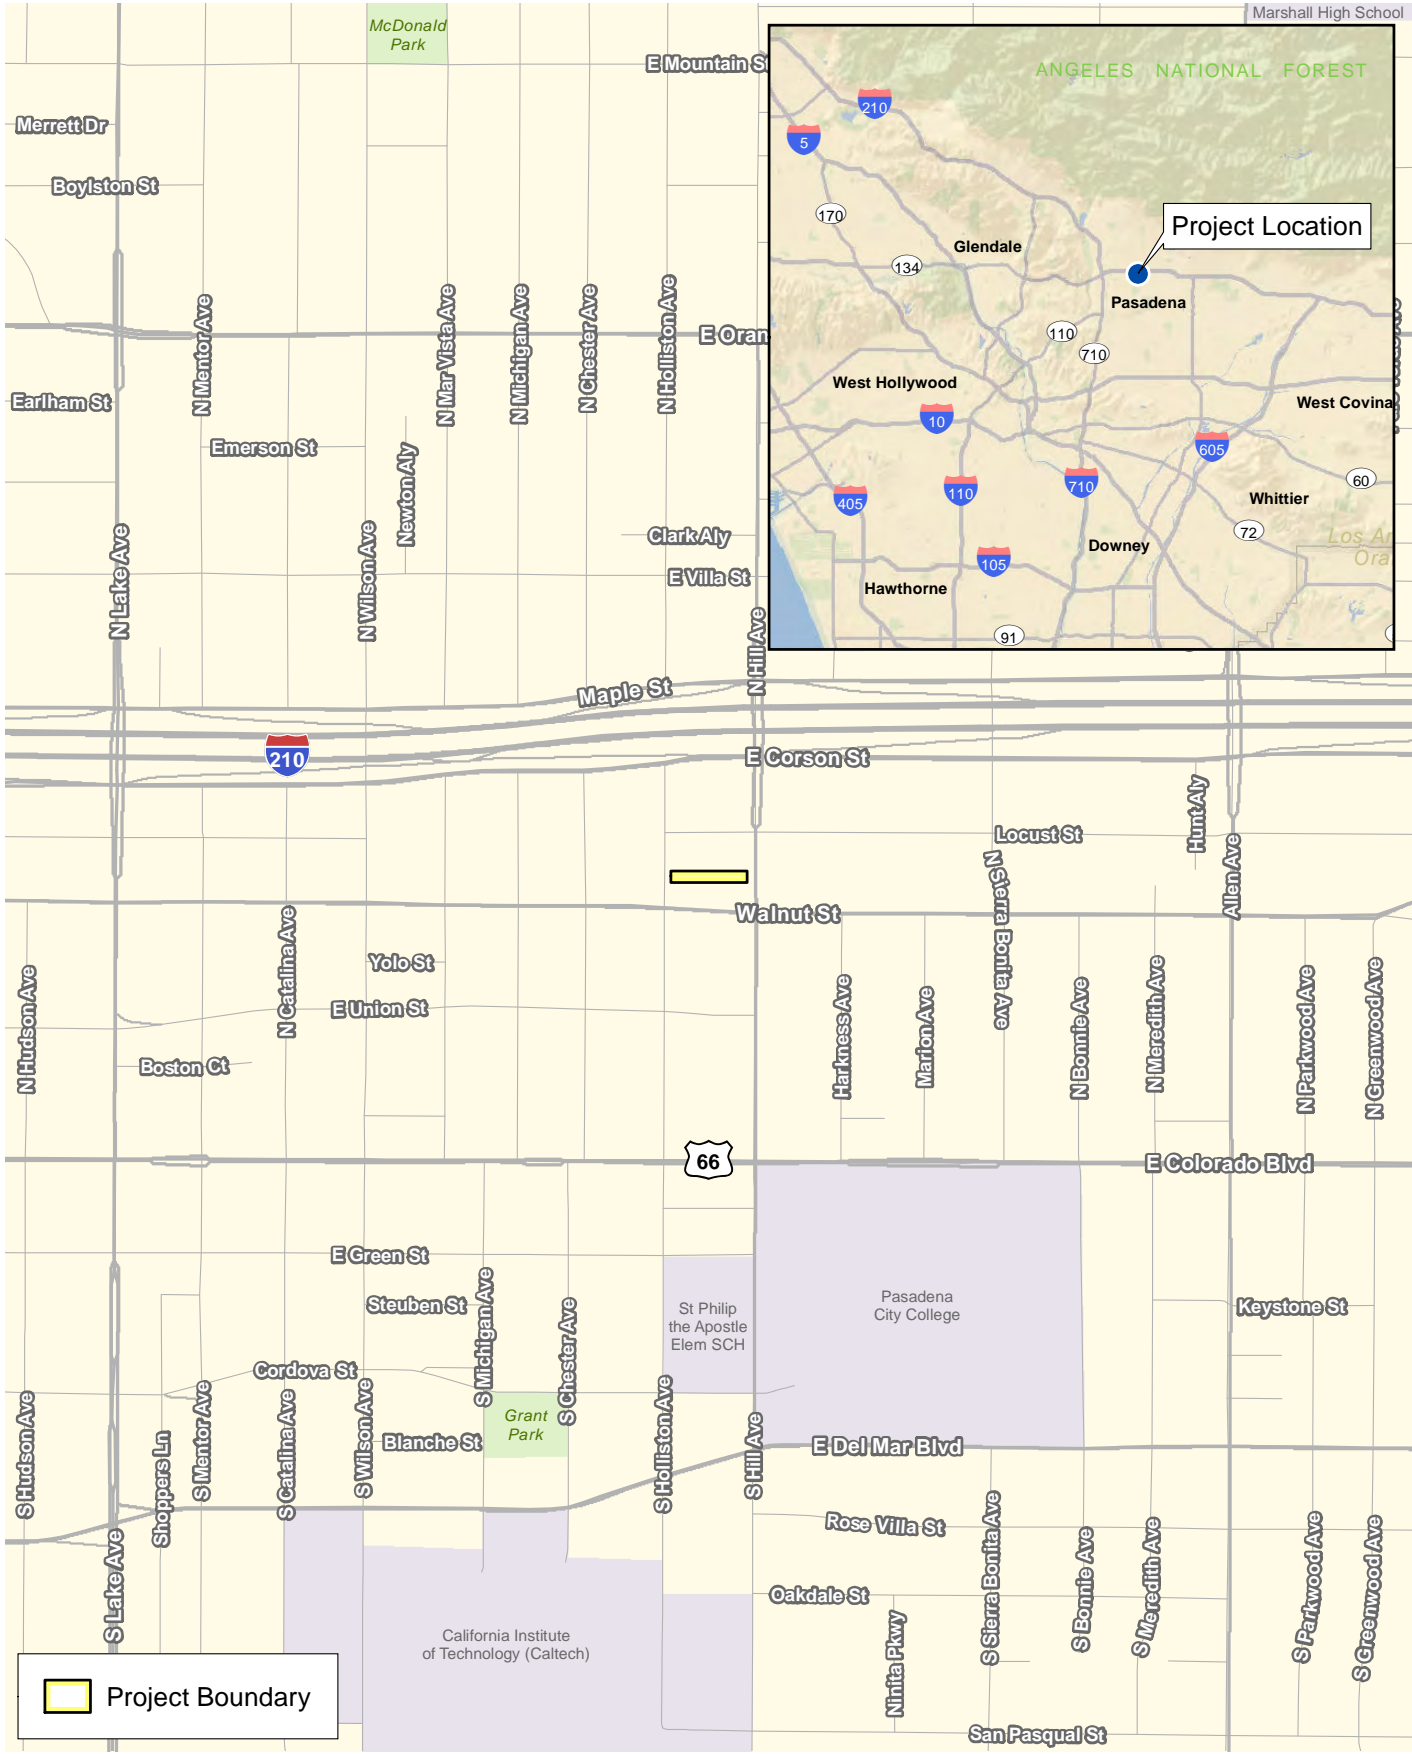 Marshall High School
McDonald
Park
E Mountain St
Merrett Dr
Boylston St
N Mentor Ave
N Mar Vista Ave
N Michigan Ave
N Chester Ave
N Holliston Ave
E Oran
Earlham St
Emerson St
Newton Aly
N Lake Ave
N Wilson Ave
Clark Aly
E Villa St
N Hill Ave
ANGELES NATIONAL FOREST
210
5
170
Project Location
Glendale
134
Pasadena
110
710
West Hollywood
West Covina
10
605
60
405
110
710
Whittier
72
Los An
Ora
Downey
105
Hawthorne
91
Maple St
210
E Corson St
Hunt Aly
Locust St
N Sierra Bonita Ave
Allen Ave
Walnut St
N Catalina Ave
Yolo St
N Hudson Ave
E Union St
Boston Ct
Harkness Ave
Marion Ave
N Bonnie Ave
N Meredith Ave
N Parkwood Ave
N Greenwood Ave
66
E Colorado Blvd
E Green St
Steuben St
S Michigan Ave
S Chester Ave
St Philip
the Apostle
Elem SCH
Pasadena
City College
Keystone St
Cordova St
S Hudson Ave
Shoppers Ln
S Mentor Ave
S Catalina Ave
S Wilson Ave
Blanche St
Grant
Park
S Holliston Ave
S Hill Ave
E Del Mar Blvd
S Lake Ave
Rose Villa St
S Sierra Bonita Ave
S Bonnie Ave
S Meredith Ave
S Parkwood Ave
S Greenwood Ave
Oakdale St
Ninita Pkwy
California Institute
of Technology (Caltech)
San Pasqual St
Project Boundary